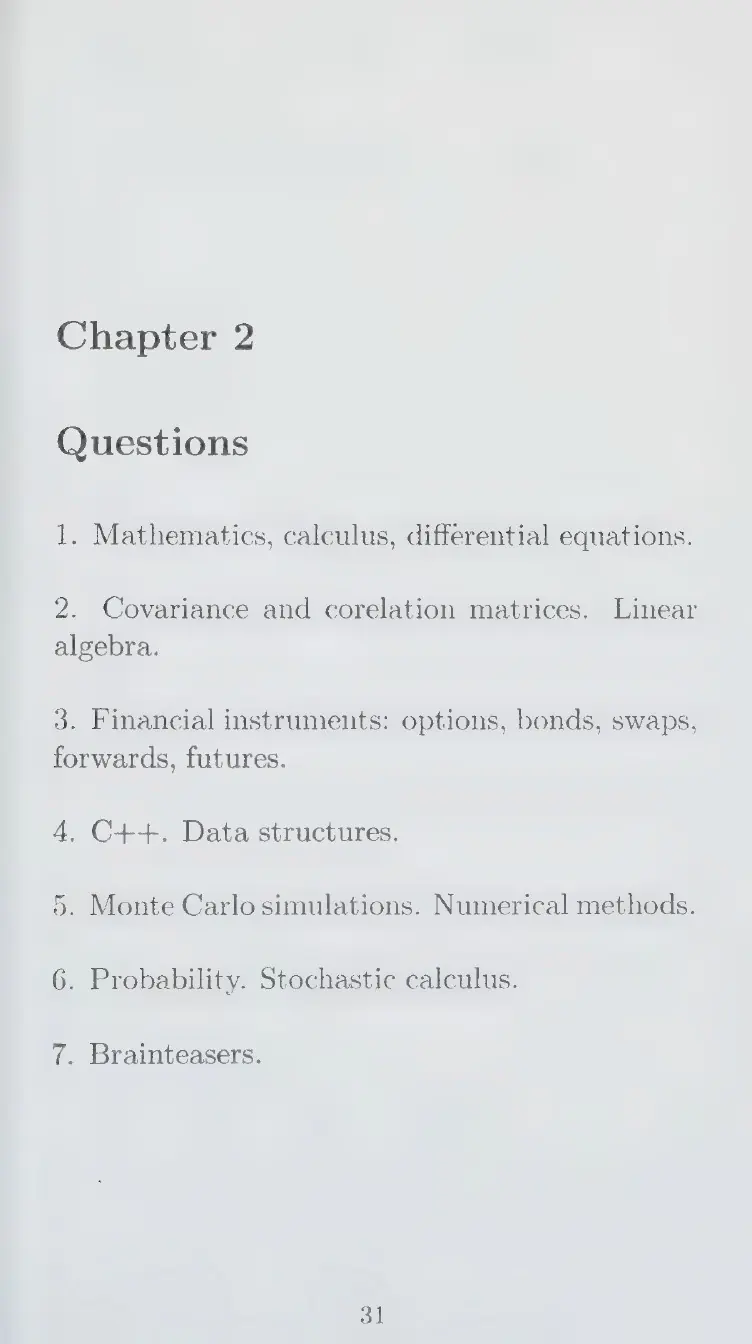 Chapter 2
Questions
1. Mathematics, calculus, differential equations.
2. Covariance and corelation matrices. Linear
algebra.
3. Financial instruments: options, bonds, swaps,
forwards, futures.
4. C++. Data structures.
5. Monte Carlo simulations. Numerical methods.
6. Probability. Stochastic calculus.
7. Brainteasers.
31